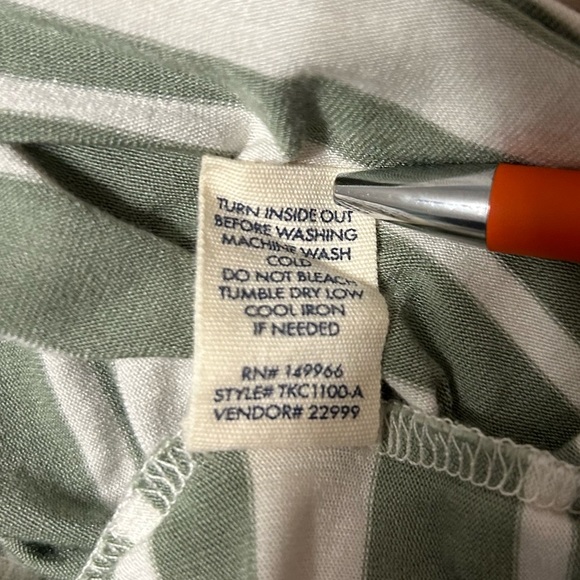 TURN INSIDE OUT
BEFORE WASHING
MACHINE WASH
COLD
DO NOT BLEACH
TUMBLE DRY LOW
COOL IRON
IF NEEDED
RN# 149966
STYLE# TKC1100-A
VENDOR# 22999